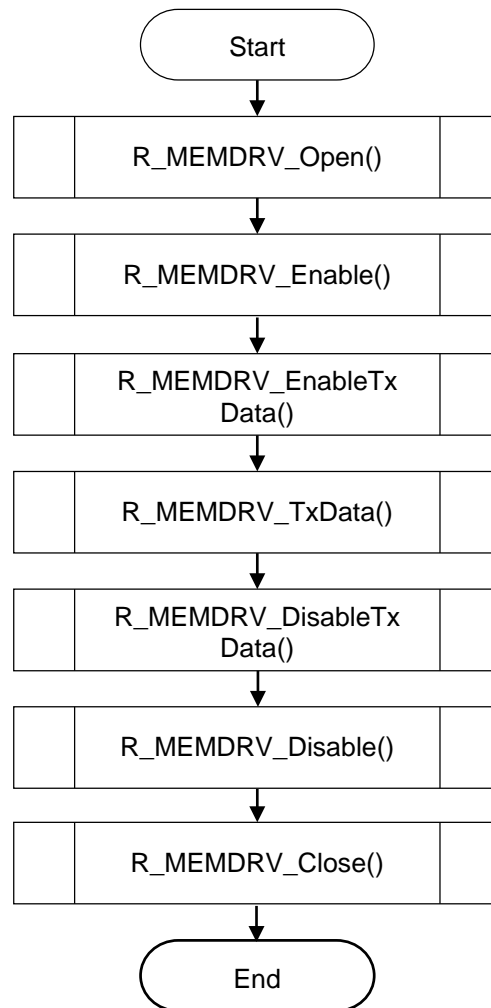 Start
R_MEMDRV_Open()
R_MEMDRV_Enable()
R_MEMDRV_EnableTx
Data()
R_MEMDRV_TxData()
R_MEMDRV_DisableTx
Data()
R_MEMDRV_Disable()
R_MEMDRV_Close()
End